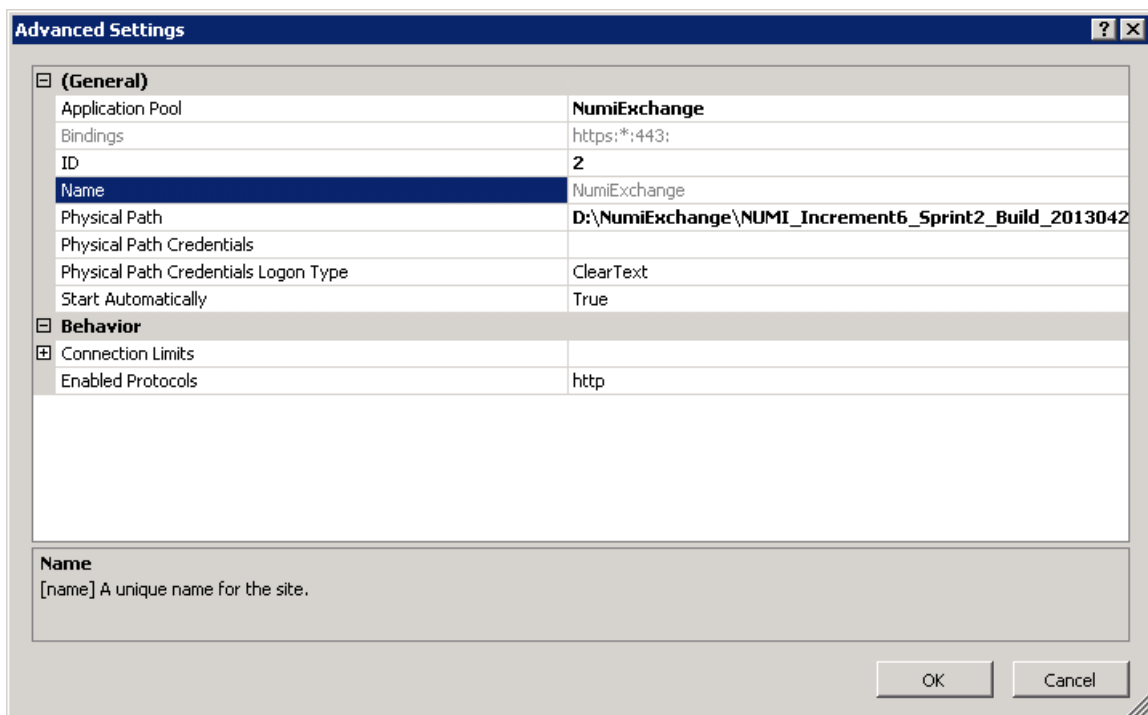 Advanced Settings
(General)
Application Pool NumiExchange
Bindings https:*:443:
ID 2
Name NumiExchange
Physical Path D:\NumiExchange\NUMI_Increment6_Sprint2_Build_2013042
Physical Path Credentials
Physical Path Credentials Logon Type ClearText
Start Automatically True
Behavior
Connection Limits
Enabled Protocols http
Name
[name] A unique name for the site.
OK Cancel